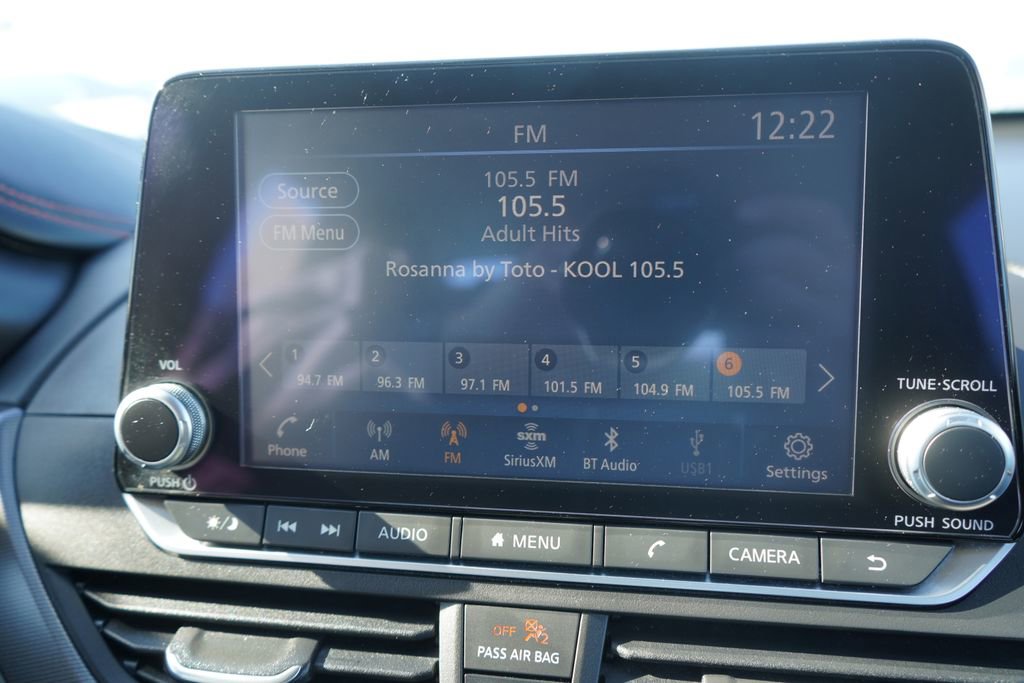 FM
12:22
Source
105.5 FM
105.5
FM Menu
Adult Hits
Rosanna by Toto - KOOL 105.5
1 2 3 4 5 6
94.7 FM 96.3 FM 97.1 FM 101.5 FM 104.9 FM 105.5 FM
Phone AM FM sxm SiriusXM BT Audio USB1 Settings
VOL
PUSH
TUNE·SCROLL
PUSH SOUND
AUDIO MENU CAMERA
OFF 2
PASS AIR BAG